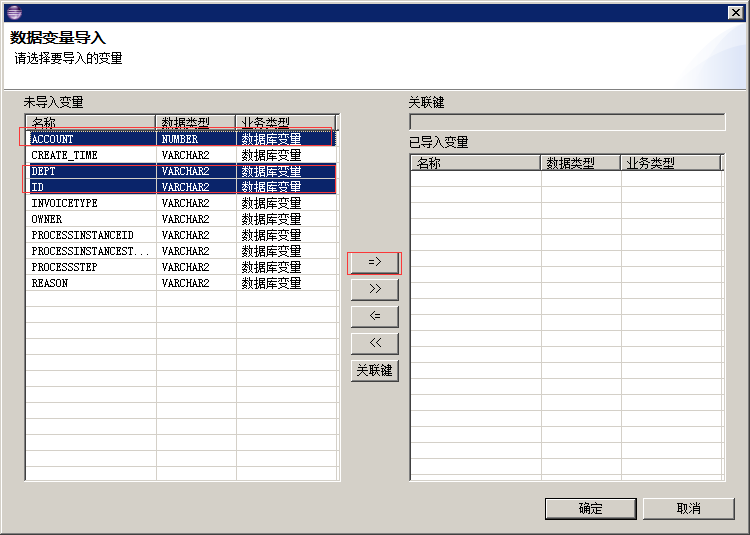 数据变量导入
请选择要导入的变量
未导入变量
名称 数据类型 业务类型
ACCOUNT NUMBER 数据库变量
CREATE_TIME VARCHAR2 数据库变量
DEPT VARCHAR2 数据库变量
ID VARCHAR2 数据库变量
INVOICETYPE VARCHAR2 数据库变量
OWNER VARCHAR2 数据库变量
PROCESSINSTANCEID VARCHAR2 数据库变量
PROCESSINSTANCEST... VARCHAR2 数据库变量
PROCESSSTEP VARCHAR2 数据库变量
REASON VARCHAR2 数据库变量
=>
>>
<=
<<
关联键
关联键
已导入变量
名称 数据类型 业务类型
确定 取消